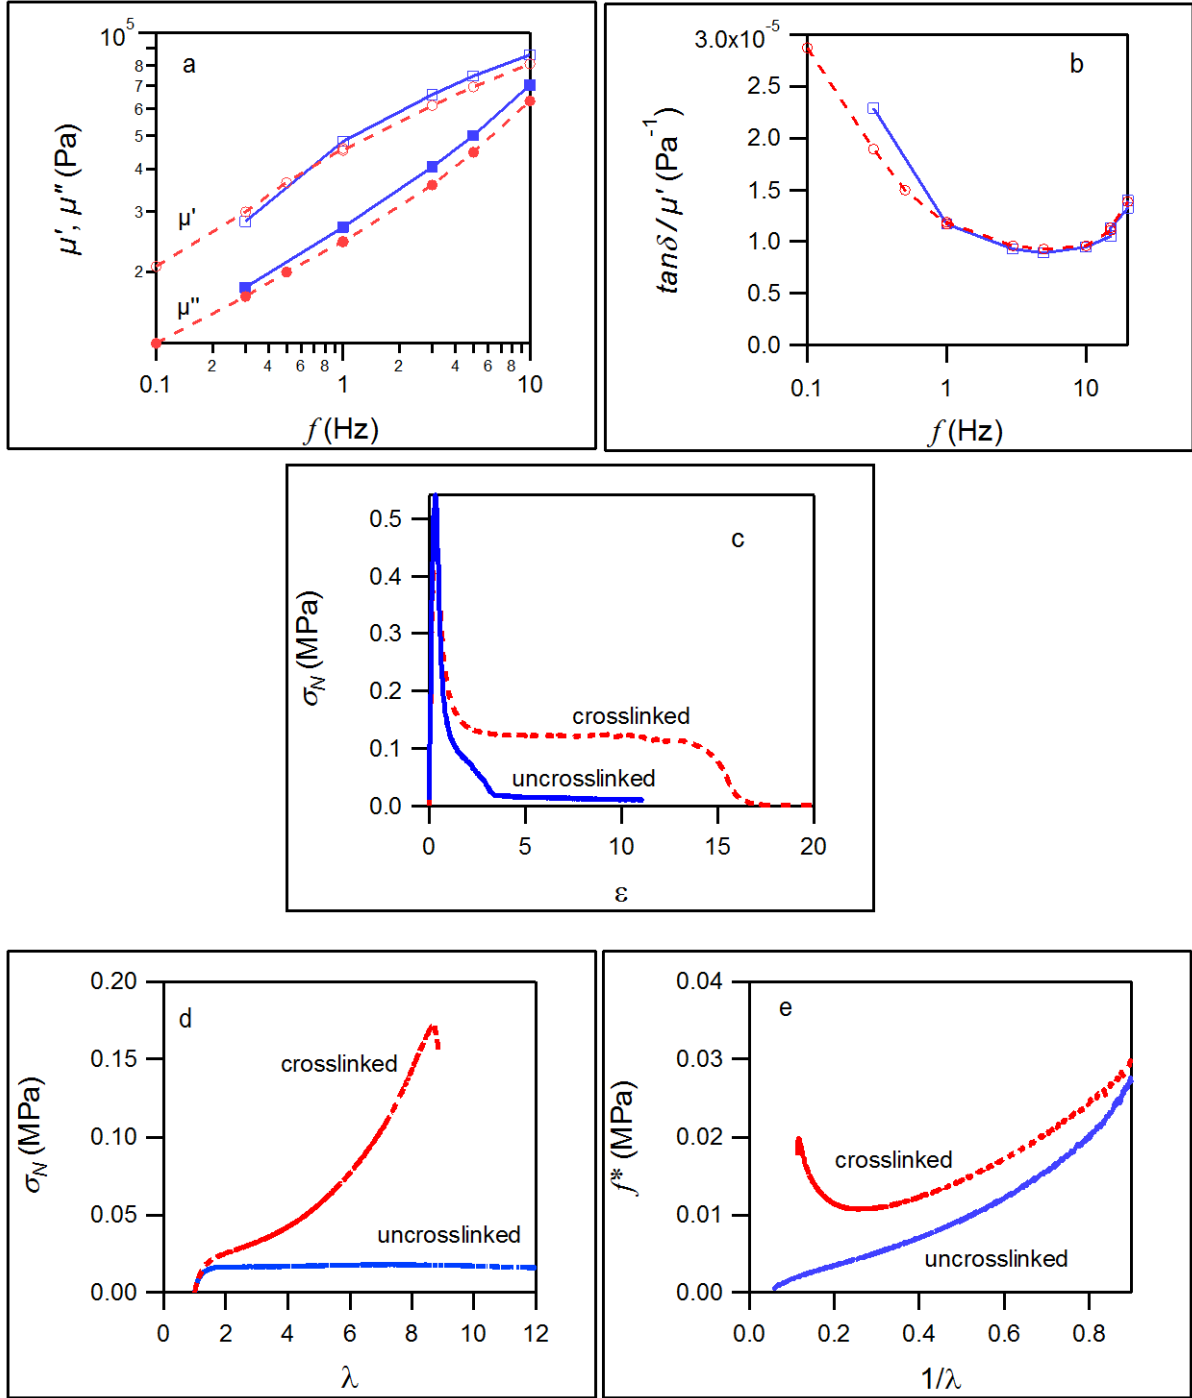 a
10⁵
8
7
6
5
4
3
2
μ', μ" (Pa)
μ'
μ"
0.1
2
4
6
8
1
2
4
6
8
10
f (Hz)
b
3.0x10⁻⁵
2.5
2.0
1.5
1.0
0.5
0.0
tanδ / μ' (Pa⁻¹)
0.1
1
10
f (Hz)
c
0.5
0.4
0.3
0.2
0.1
0.0
σN (MPa)
crosslinked
uncrosslinked
0
5
10
15
20
ε
d
0.20
0.15
0.10
0.05
0.00
σN (MPa)
crosslinked
uncrosslinked
0
2
4
6
8
10
12
λ
e
0.04
0.03
0.02
0.01
0.00
f* (MPa)
crosslinked
uncrosslinked
0.0
0.2
0.4
0.6
0.8
1/λ